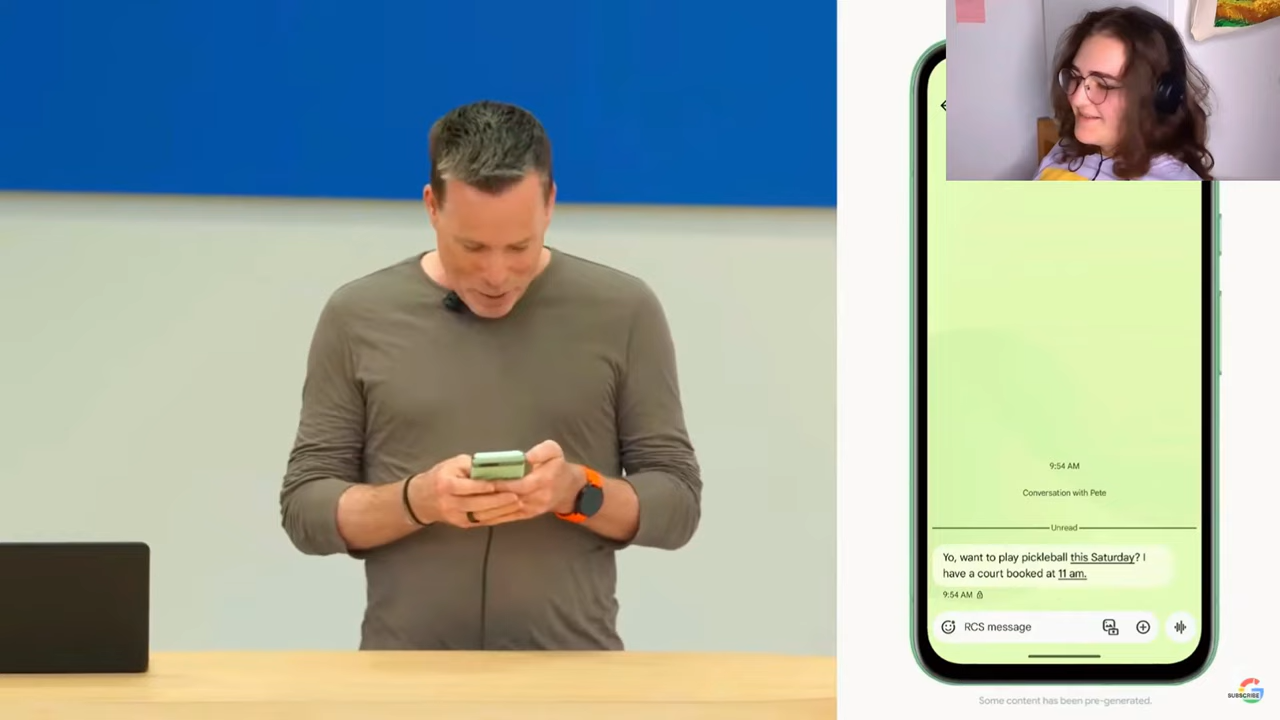 9:54 AM
Conversation with Pete
Unread
Yo, want to play pickleball this Saturday? I
have a court booked at 11 am.
9:54 AM
RCS message
Some content has been pre-generated.
SUBSCRIBE